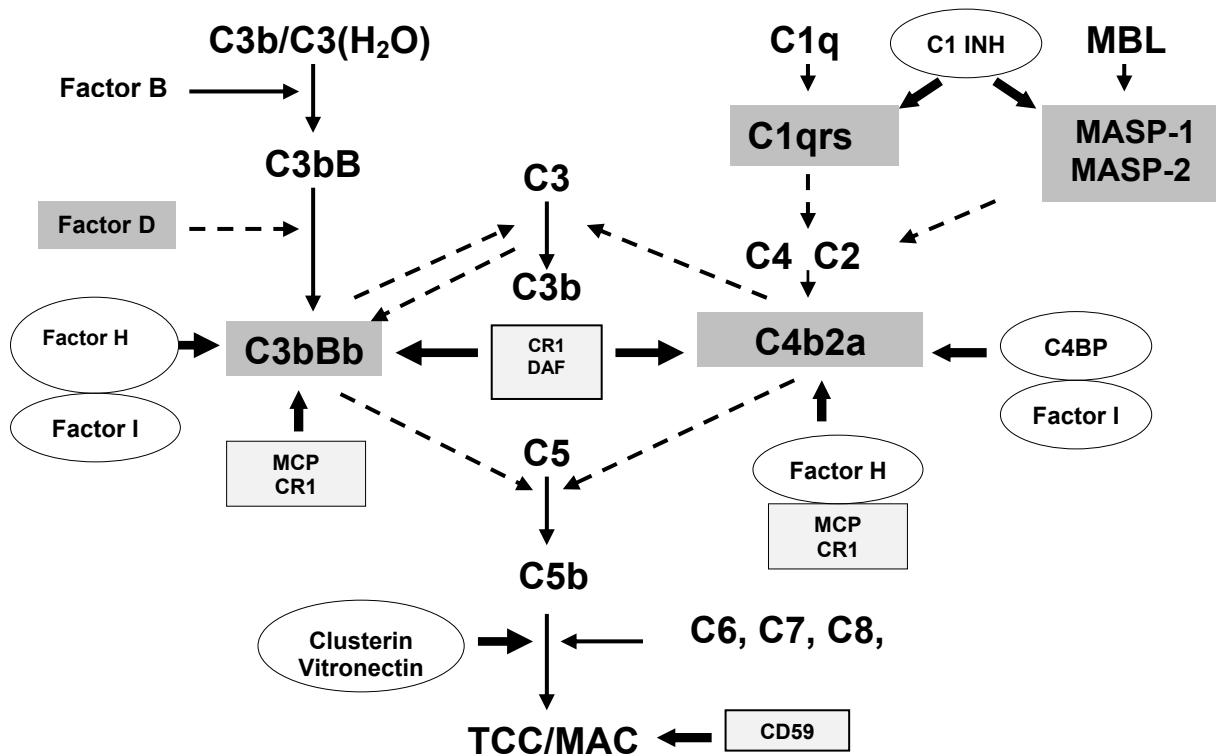 C3b/C3(H₂O)
C1q
C1 INH
MBL
Factor B
C1qrs
MASP-1
MASP-2
C3bB
C3
Factor D
C4 C2
C3b
Factor H
C3bBb
CR1
DAF
C4b2a
C4BP
Factor I
Factor I
MCP
CR1
C5
Factor H
MCP
CR1
C5b
Clusterin
Vitronectin
C6, C7, C8,
TCC/MAC
CD59